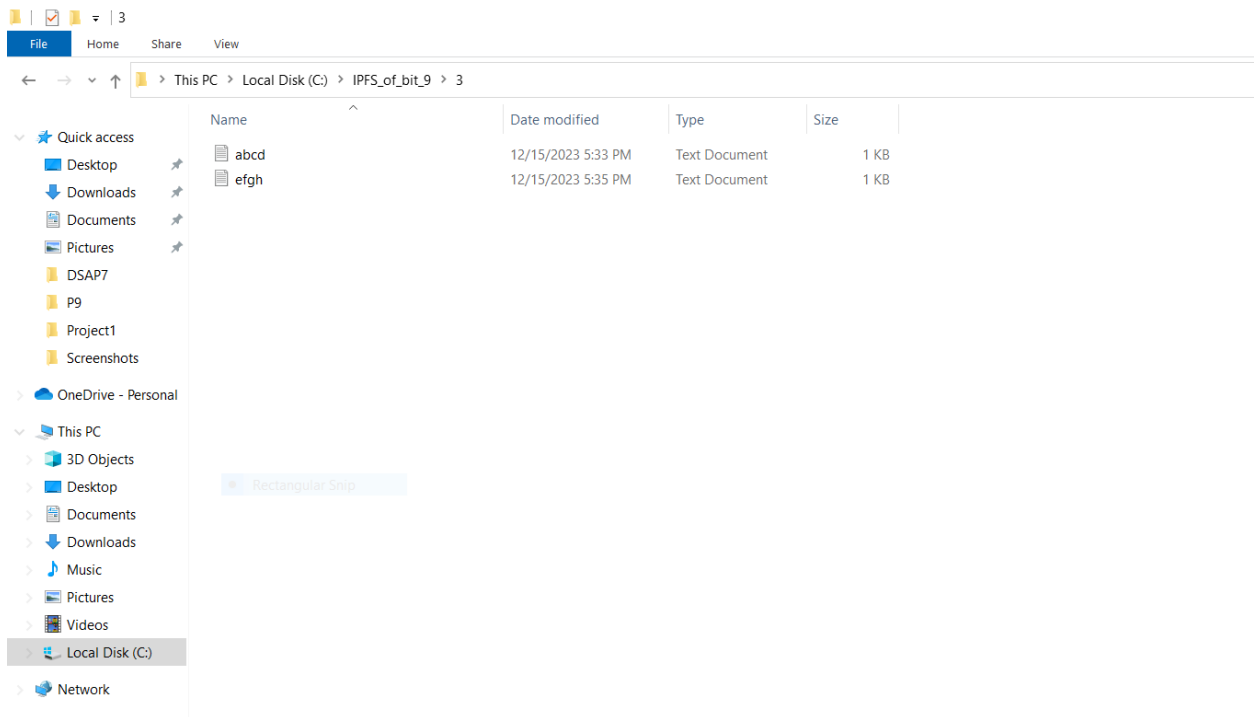 3
File Home Share View
This PC > Local Disk (C:) > IPFS_of_bit_9 > 3
Name Date modified Type Size
abcd 12/15/2023 5:33 PM Text Document 1 KB
efgh 12/15/2023 5:35 PM Text Document 1 KB
Quick access
Desktop
Downloads
Documents
Pictures
DSAP7
P9
Project1
Screenshots
OneDrive - Personal
This PC
3D Objects
Desktop
Rectangular Snip
Documents
Downloads
Music
Pictures
Videos
Local Disk (C:)
Network